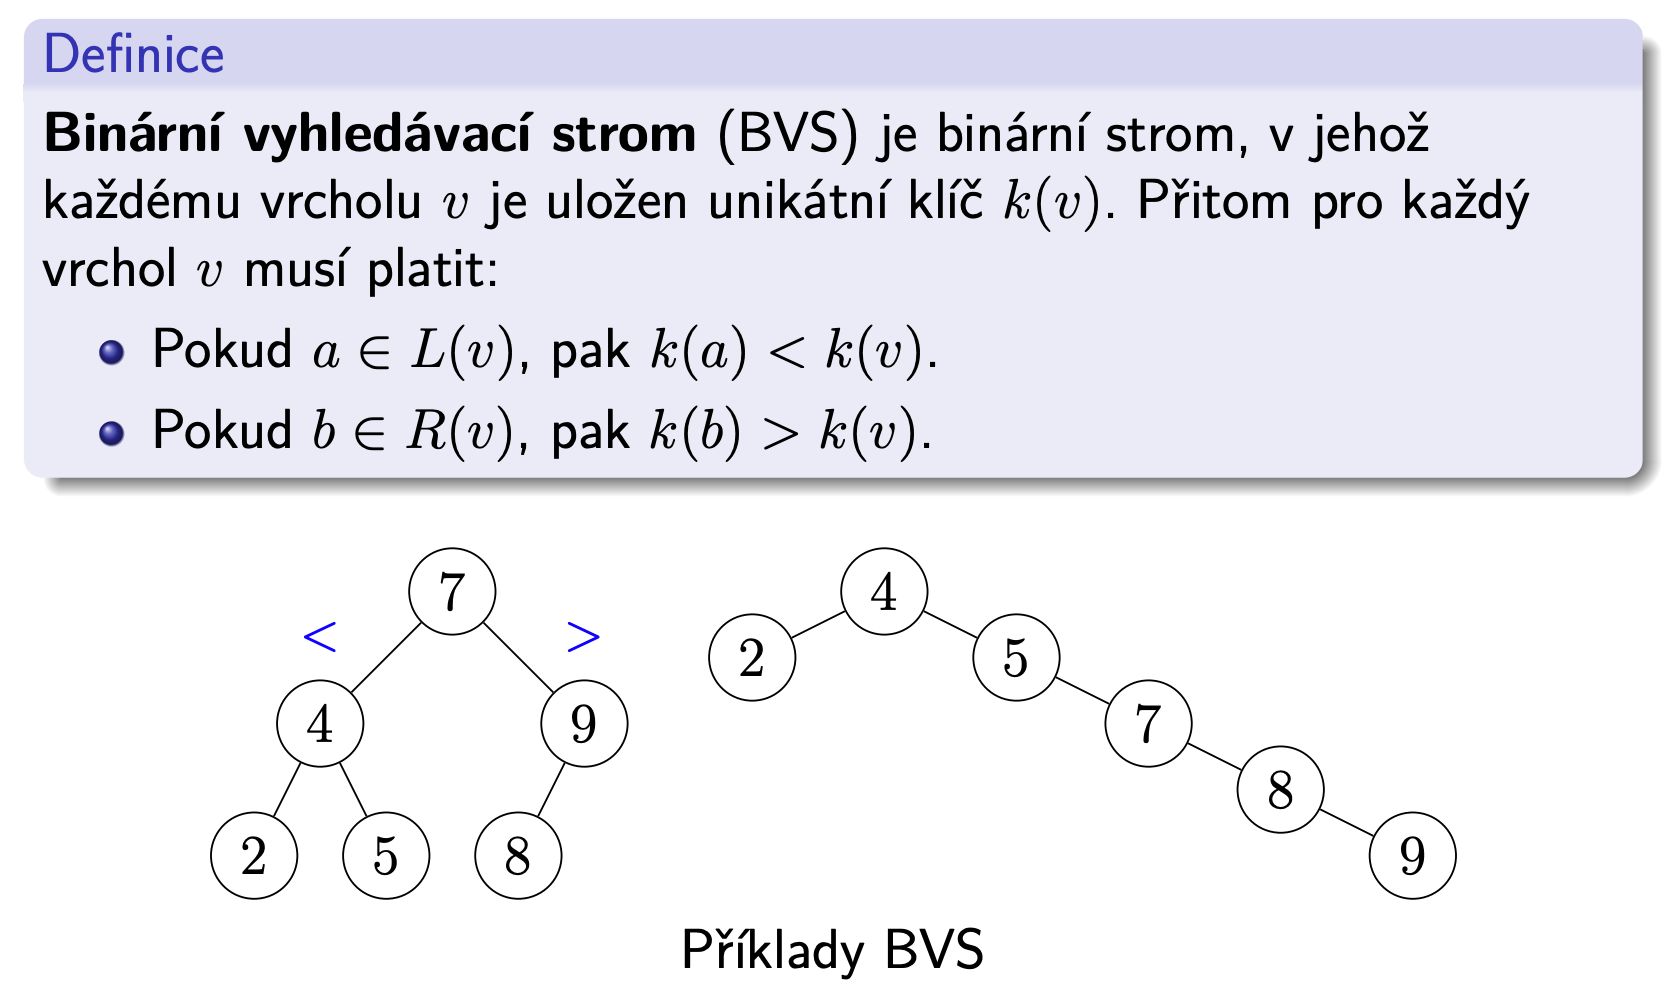 Definice
Binární vyhledávací strom (BVS) je binární strom, v jehož
každému vrcholu v je uložen unikátní klíč k(v). Přitom pro každý
vrchol v musí platit:
Pokud a ∈ L(v), pak k(a) < k(v).
Pokud b ∈ R(v), pak k(b) > k(v).
7
< >
4 9
2 5 8
4
2 5
7
8
9
Příklady BVS